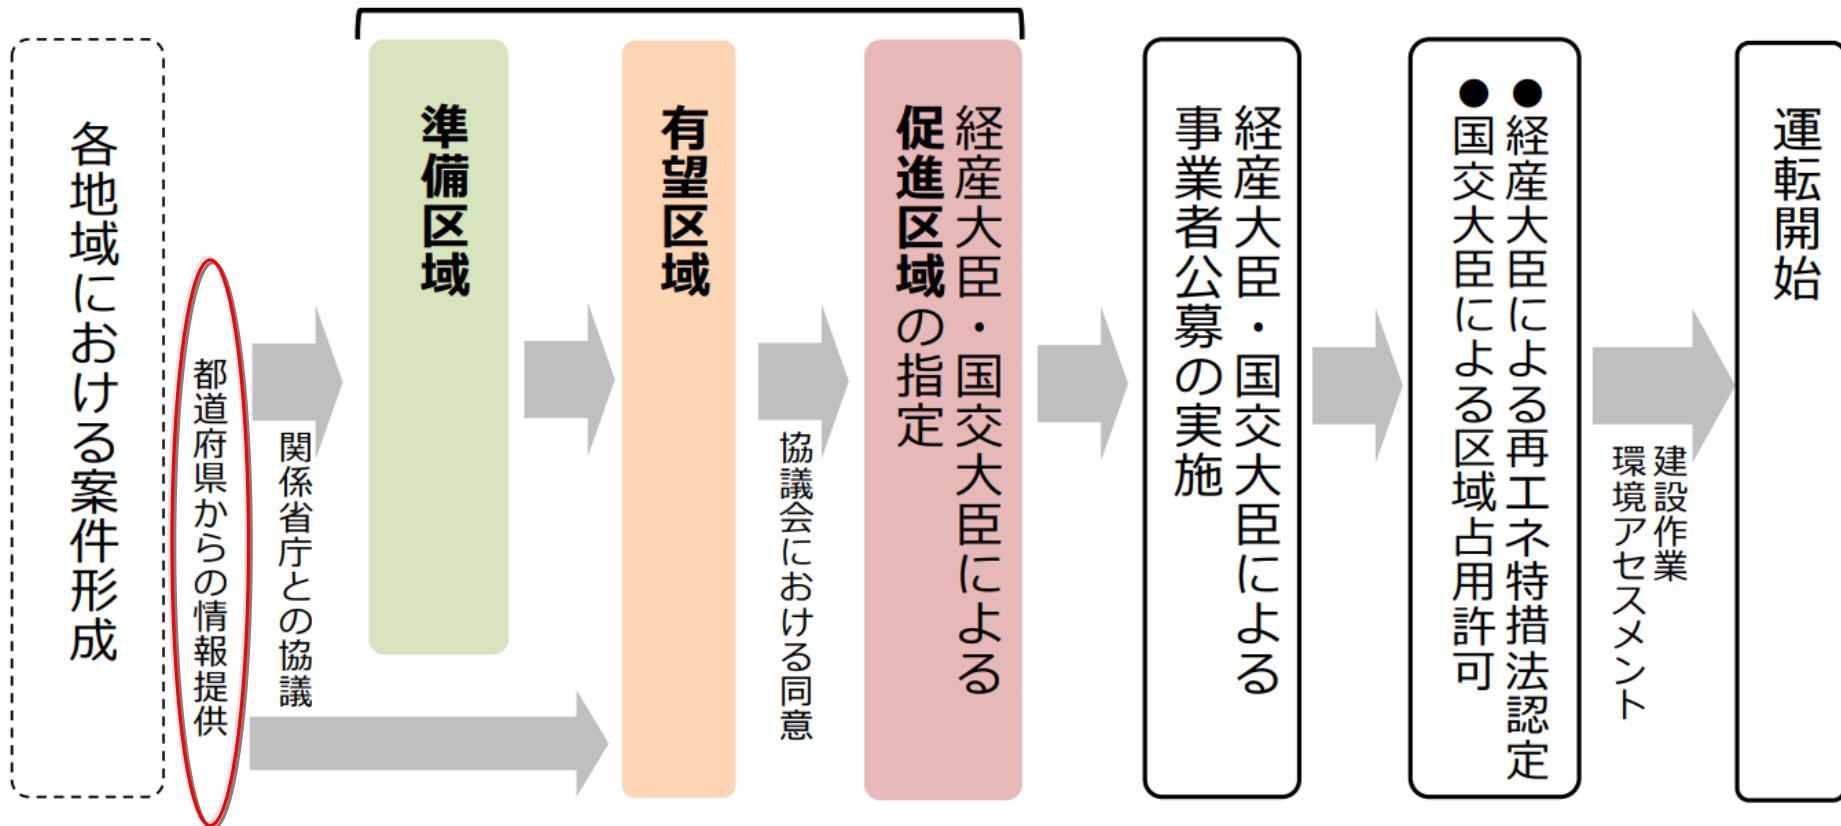 各地域における案件形成
都道府県からの情報提供
関係省庁との協議
準備区域
有望区域
協議会における同意
経産大臣・国交大臣による
促進区域の指定
経産大臣・国交大臣による
事業者公募の実施
●経産大臣による再エネ特措法認定
●国交大臣による区域占用許可
建設作業
環境アセスメント
運転開始